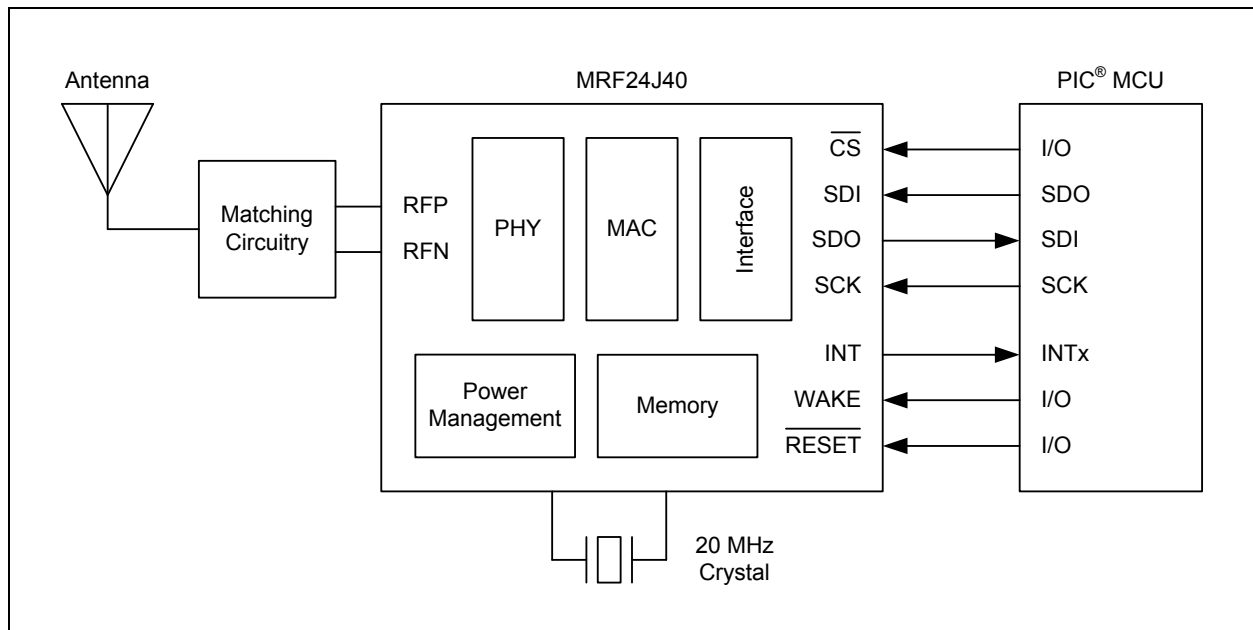 Antenna
MRF24J40
PIC® MCU
Matching
Circuitry
RFP
RFN
PHY
MAC
Interface
CS
SDI
SDO
SCK
INT
WAKE
RESET
I/O
SDO
SDI
SCK
INTx
I/O
I/O
Power
Management
Memory
20 MHz
Crystal